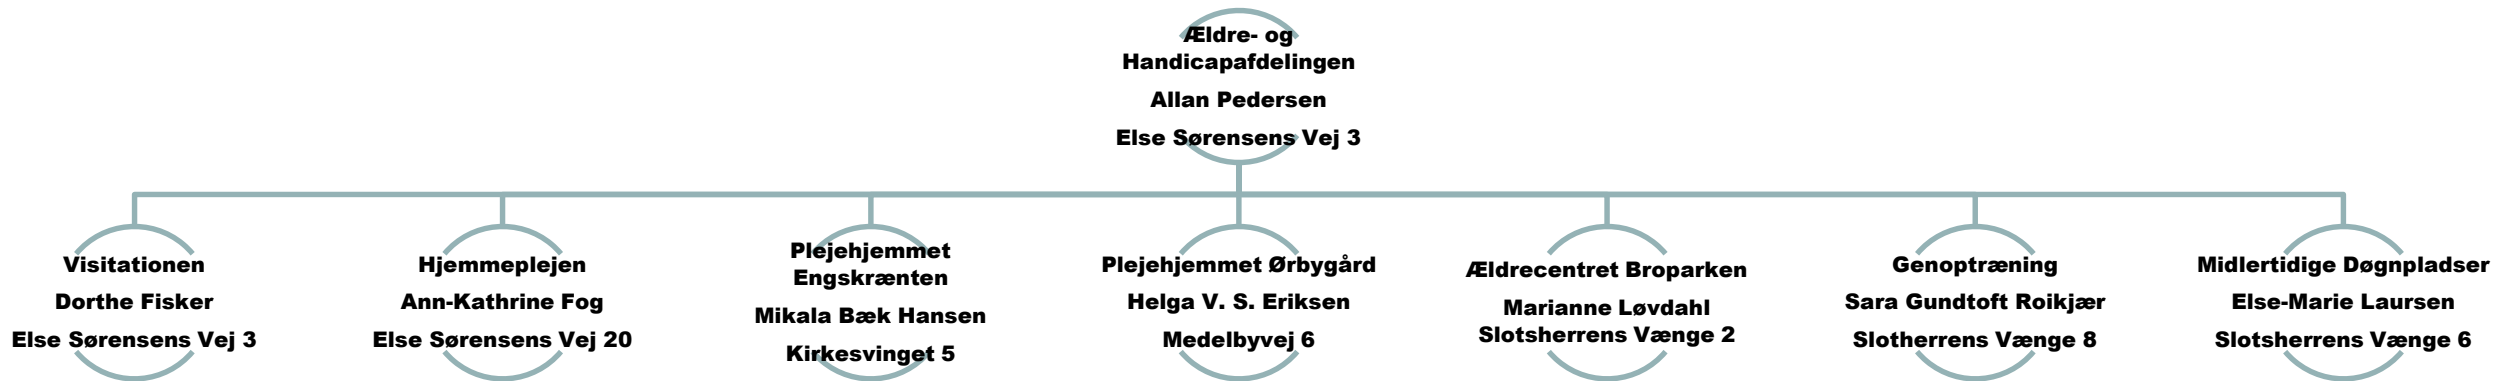 Ældre- og
Handicapafdelingen
Allan Pedersen
Else Sørensens Vej 3
Visitationen
Dorthe Fisker
Else Sørensens Vej 3
Hjemmeplejen
Ann-Kathrine Fog
Else Sørensens Vej 20
Plejehjemmet
Engskrænten
Mikala Bæk Hansen
Kirkesvinget 5
Plejehjemmet Ørbygård
Helga V. S. Eriksen
Medelbyvej 6
Ældrecentret Broparken
Marianne Løvdahl
Slotsherrens Vænge 2
Genoptræning
Sara Gundtoft Roikjær
Slotherrens Vænge 8
Midlertidige Døgnpladser
Else-Marie Laursen
Slotsherrens Vænge 6